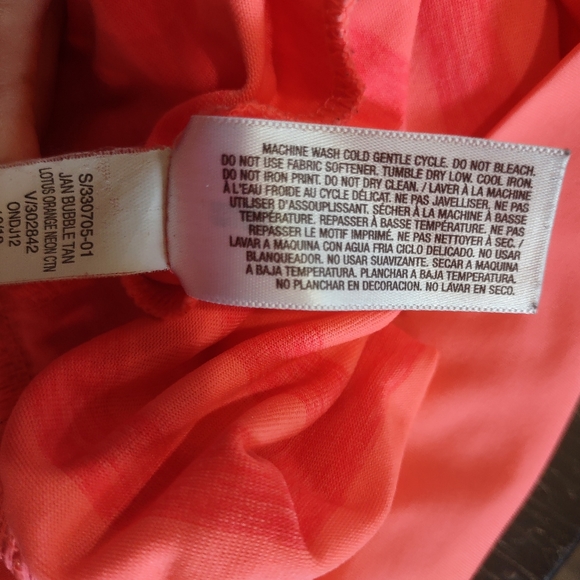 MACHINE WASH COLD GENTLE CYCLE. DO NOT BLEACH.
DO NOT USE FABRIC SOFTENER. TUMBLE DRY LOW. COOL IRON.
DO NOT IRON PRINT. DO NOT DRY CLEAN. / LAVER À LA MACHINE
À L'EAU FROIDE AU CYCLE DÉLICAT. NE PAS JAVELLISER. NE PAS
UTILISER D'ASSOUPLISSANT. SÉCHER À LA MACHINE À BASSE
TEMPÉRATURE. REPASSER À BASSE TEMPÉRATURE. NE PAS
REPASSER LE MOTIF IMPRIMÉ. NE PAS NETTOYER À SEC. /
LAVAR A MAQUINA CON AGUA FRIA CICLO DELICADO. NO USAR
BLANQUEADOR. NO USAR SUAVIZANTE. SECAR A MAQUINA
A BAJA TEMPERATURA. PLANCHAR A BAJA TEMPERATURA.
NO PLANCHAR EN DECORACION. NO LAVAR EN SECO.
S/330765-01
JAN BUBBLE TAN
LOTUS ORANGE NEON CTN
V/302842
OND/12